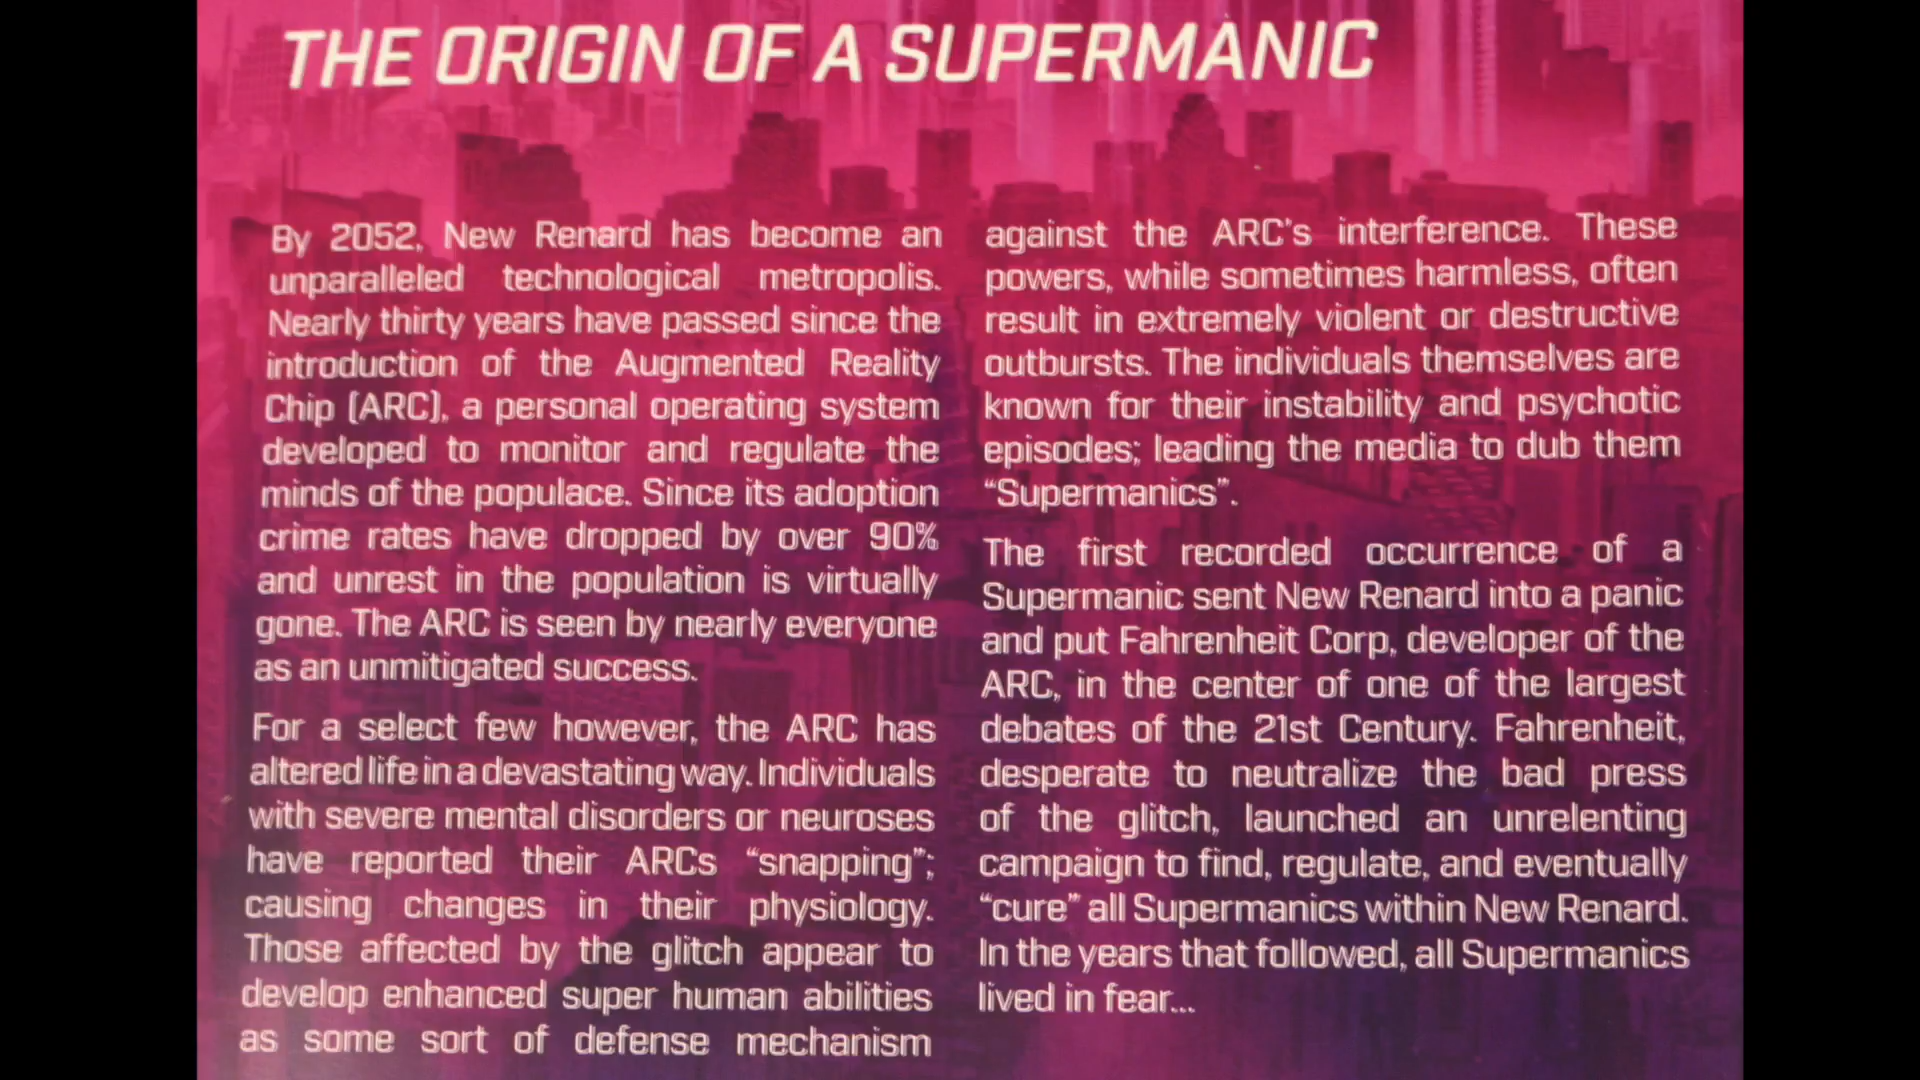 THE ORIGIN OF A SUPERMANIC
By 2052, New Renard has become an
unparalleled technological metropolis.
Nearly thirty years have passed since the
introduction of the Augmented Reality
Chip (ARC), a personal operating system
developed to monitor and regulate the
minds of the populace. Since its adoption
crime rates have dropped by over 90%
and unrest in the population is virtually
gone. The ARC is seen by nearly everyone
as an unmitigated success.
For a select few however, the ARC has
altered life in a devastating way. Individuals
with severe mental disorders or neuroses
have reported their ARCs “snapping”;
causing changes in their physiology.
Those affected by the glitch appear to
develop enhanced super human abilities
as some sort of defense mechanism
against the ARC's interference. These
powers, while sometimes harmless, often
result in extremely violent or destructive
outbursts. The individuals themselves are
known for their instability and psychotic
episodes; leading the media to dub them
“Supermanics”.
The first recorded occurrence of a
Supermanic sent New Renard into a panic
and put Fahrenheit Corp, developer of the
ARC, in the center of one of the largest
debates of the 21st Century. Fahrenheit,
desperate to neutralize the bad press
of the glitch, launched an unrelenting
campaign to find, regulate, and eventually
“cure” all Supermanics within New Renard.
In the years that followed, all Supermanics
lived in fear...